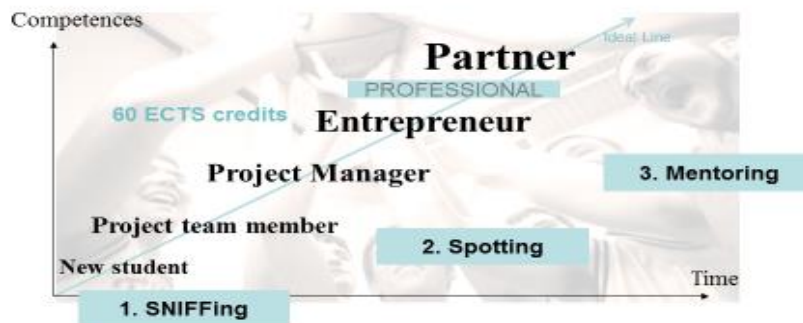 Competences
Ideal Line
Partner
PROFESSIONAL
60 ECTS credits
Entrepreneur
Project Manager
3. Mentoring
Project team member
2. Spotting
New student
Time
1. SNIFFing